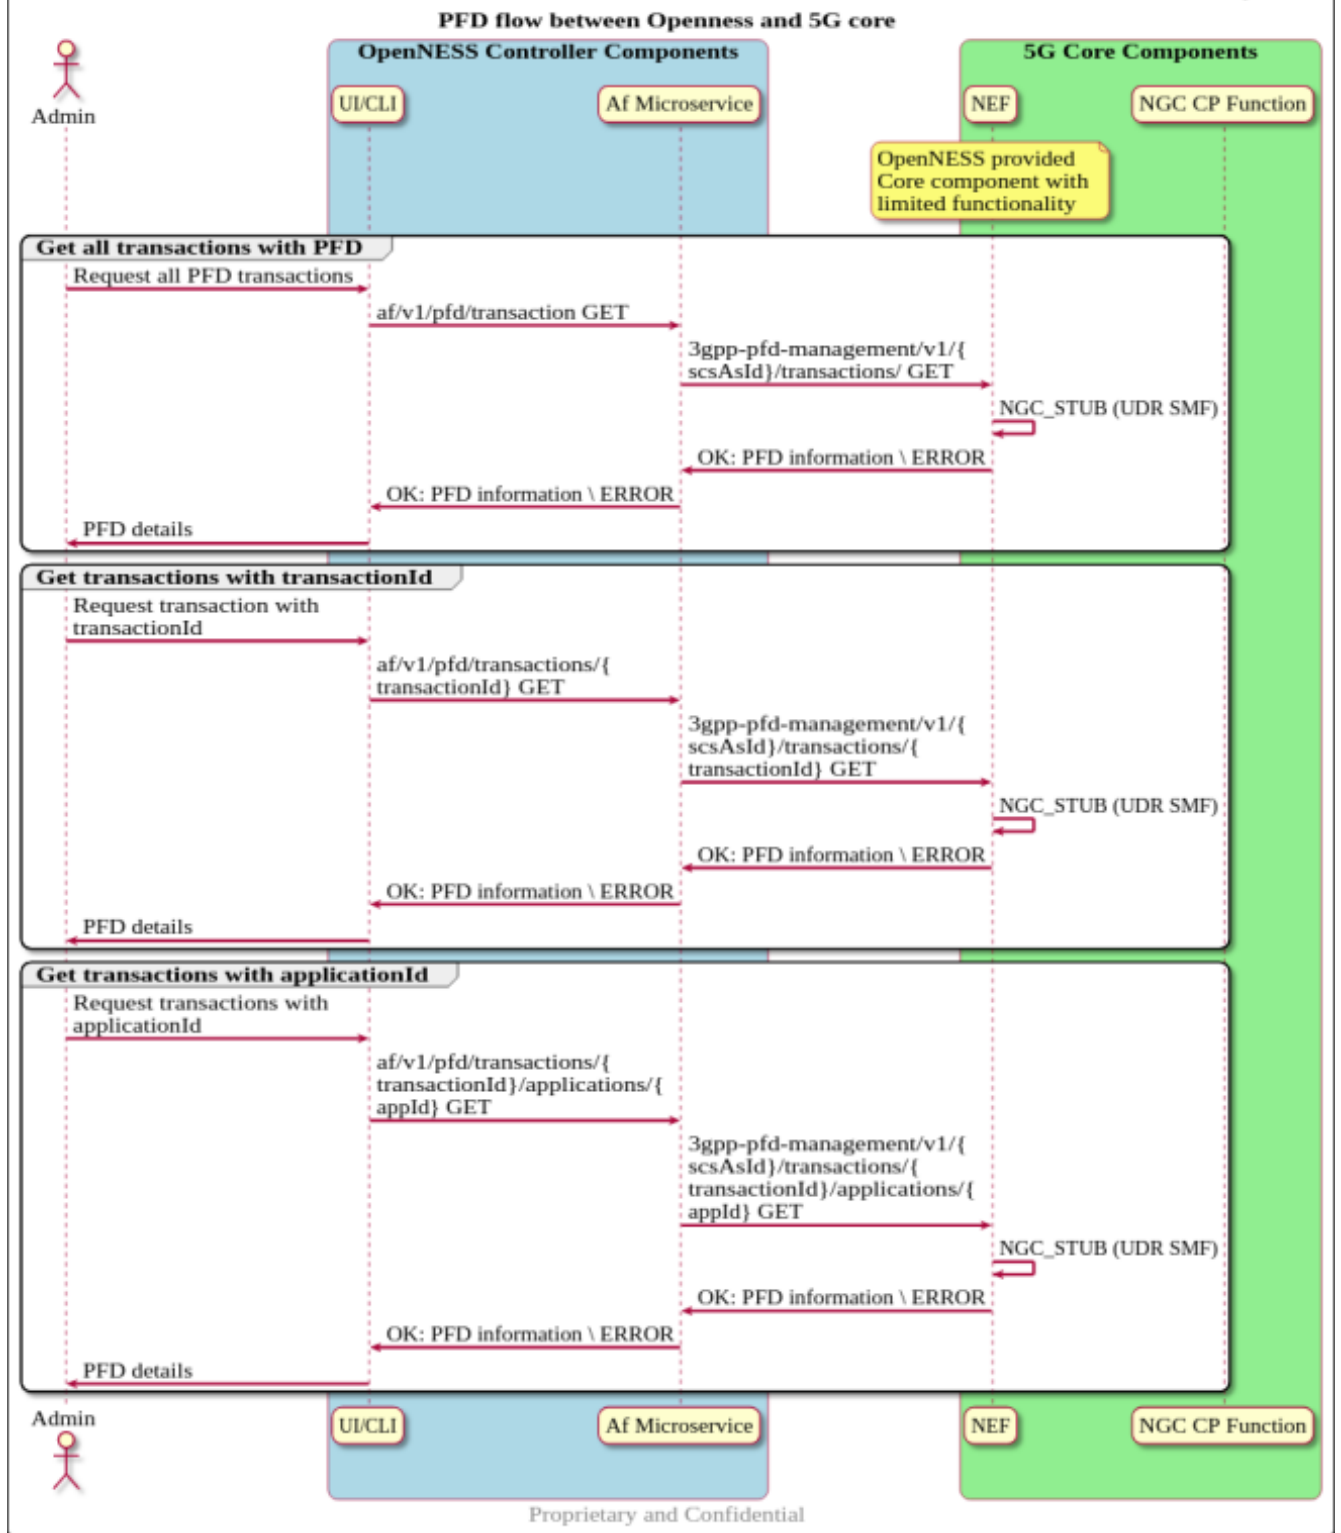 PFD flow between Openness and 5G core
OpenNESS Controller Components
5G Core Components
Admin
UI/CLI
Af Microservice
NEF
NGC CP Function
OpenNESS provided
Core component with
limited functionality
Get all transactions with PFD
Request all PFD transactions
af/v1/pfd/transaction GET
3gpp-pfd-management/v1/{
scsAsId}/transactions/ GET
NGC_STUB (UDR SMF)
OK: PFD information \ ERROR
OK: PFD information \ ERROR
PFD details
Get transactions with transactionId
Request transaction with
transactionId
af/v1/pfd/transactions/{
transactionId} GET
3gpp-pfd-management/v1/{
scsAsId}/transactions/{
transactionId} GET
NGC_STUB (UDR SMF)
OK: PFD information \ ERROR
OK: PFD information \ ERROR
PFD details
Get transactions with applicationId
Request transactions with
applicationId
af/v1/pfd/transactions/{
transactionId}/applications/{
appId} GET
3gpp-pfd-management/v1/{
scsAsId}/transactions/{
transactionId}/applications/{
appId} GET
NGC_STUB (UDR SMF)
OK: PFD information \ ERROR
OK: PFD information \ ERROR
PFD details
Admin
UI/CLI
Af Microservice
NEF
NGC CP Function
Proprietary and Confidential